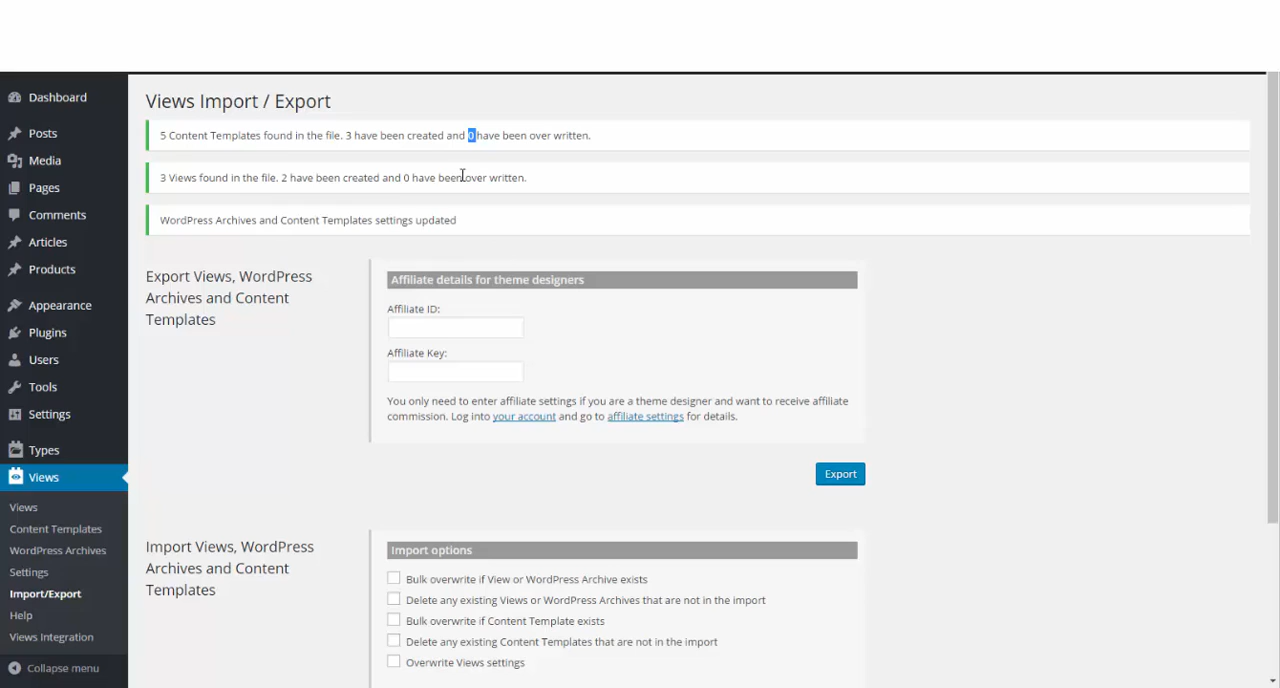 Dashboard
Posts
Media
Pages
Comments
Articles
Products
Appearance
Plugins
Users
Tools
Settings
Types
Views
Views
Content Templates
WordPress Archives
Settings
Import/Export
Help
Views Integration
Collapse menu
Views Import / Export
5 Content Templates found in the file. 3 have been created and 0 have been over written.
3 Views found in the file. 2 have been created and 0 have been over written.
WordPress Archives and Content Templates settings updated
Export Views, WordPress
Archives and Content
Templates
Affiliate details for theme designers
Affiliate ID:
Affiliate Key:
You only need to enter affiliate settings if you are a theme designer and want to receive affiliate
commission. Log into your account and go to affiliate settings for details.
Export
Import Views, WordPress
Archives and Content
Templates
Import options
Bulk overwrite if View or WordPress Archive exists
Delete any existing Views or WordPress Archives that are not in the import
Bulk overwrite if Content Template exists
Delete any existing Content Templates that are not in the import
Overwrite Views settings